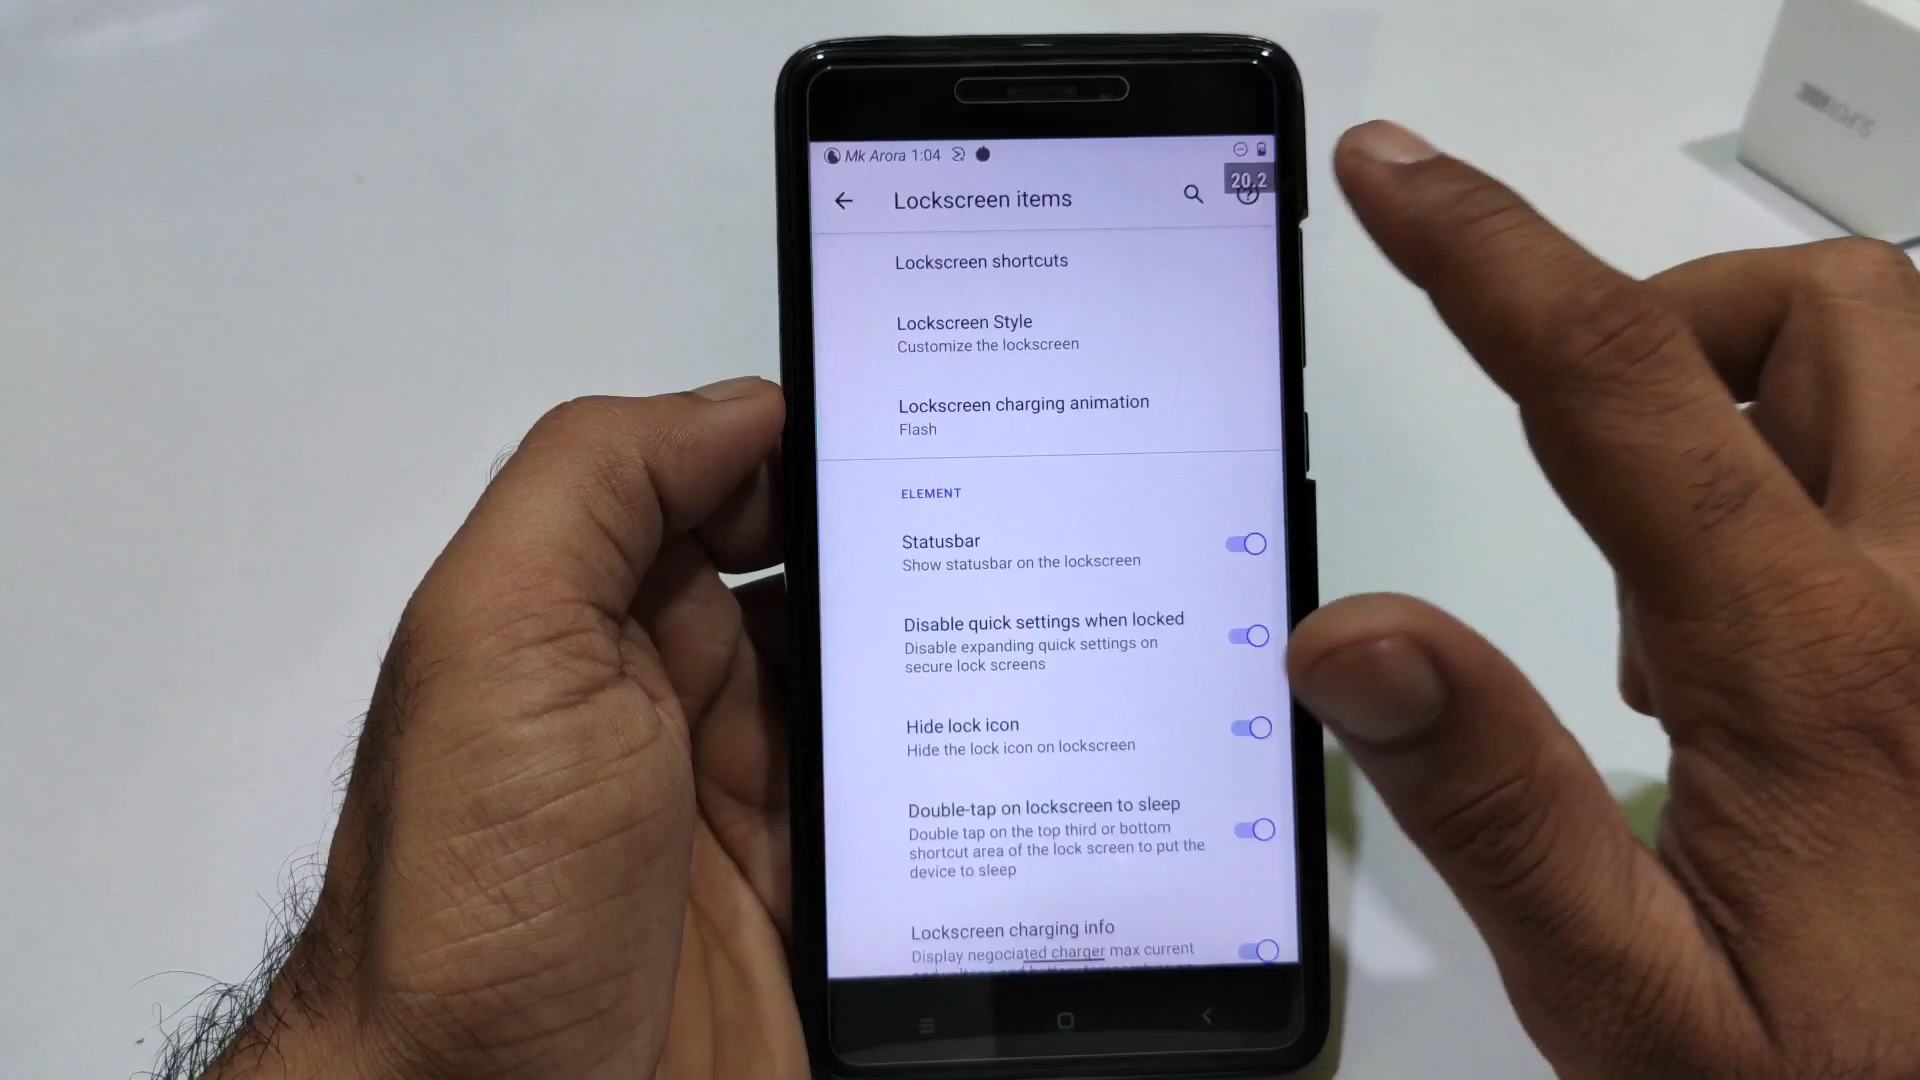 Mk Arora 1:04
20.2
Lockscreen items
Lockscreen shortcuts
Lockscreen Style
Customize the lockscreen
Lockscreen charging animation
Flash
ELEMENT
Statusbar
Show statusbar on the lockscreen
Disable quick settings when locked
Disable expanding quick settings on
secure lock screens
Hide lock icon
Hide the lock icon on lockscreen
Double-tap on lockscreen to sleep
Double tap on the top third or bottom
shortcut area of the lock screen to put the
device to sleep
Lockscreen charging info
Display negociated charger max current